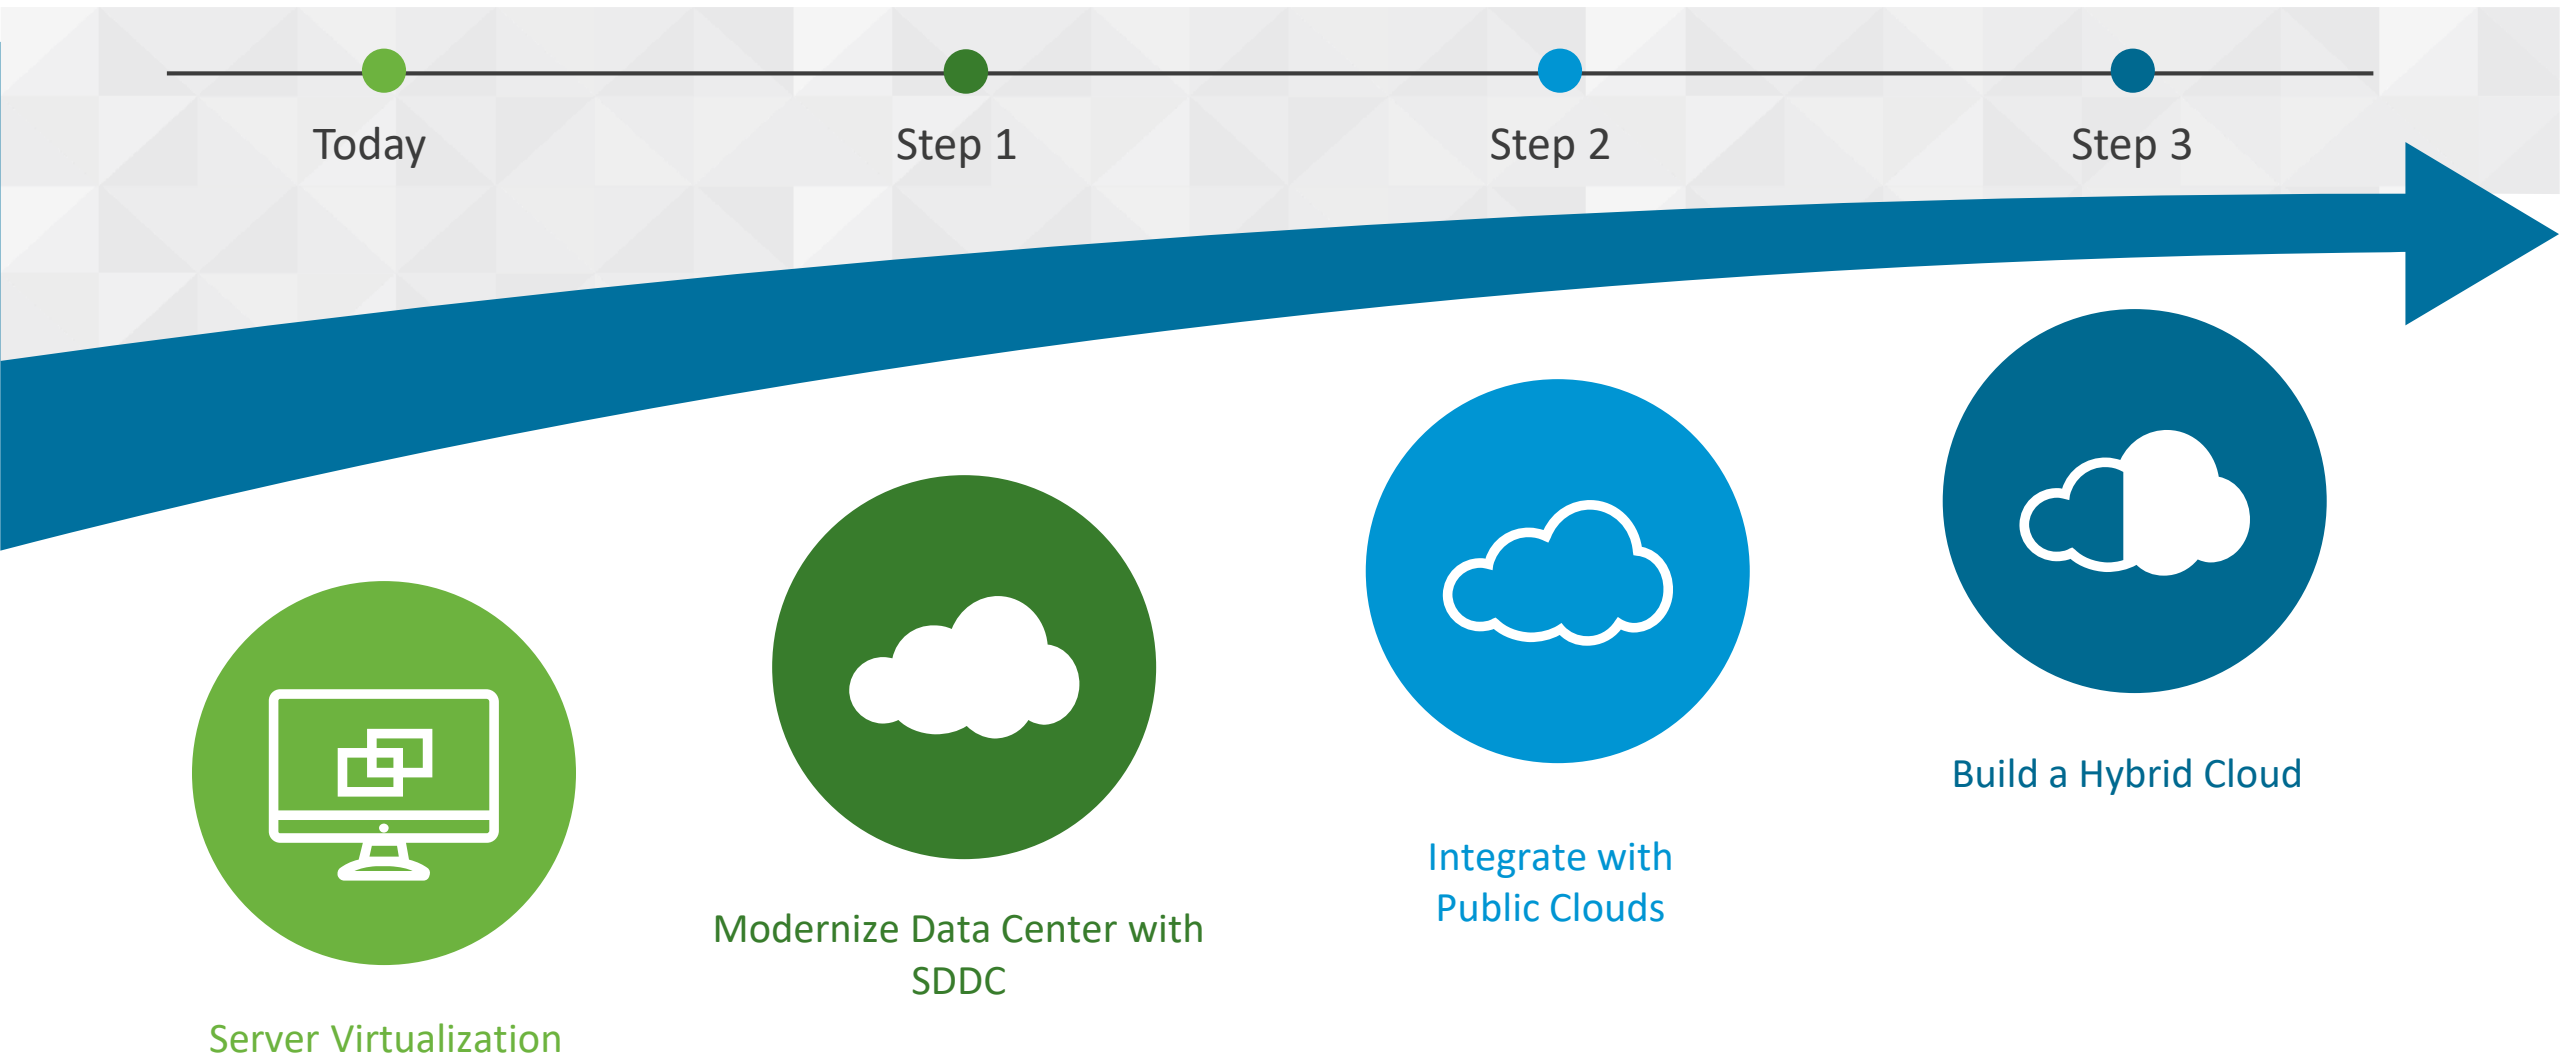 Today
Step 1
Step 2
Step 3
Server Virtualization
Modernize Data Center with
SDDC
Integrate with
Public Clouds
Build a Hybrid Cloud